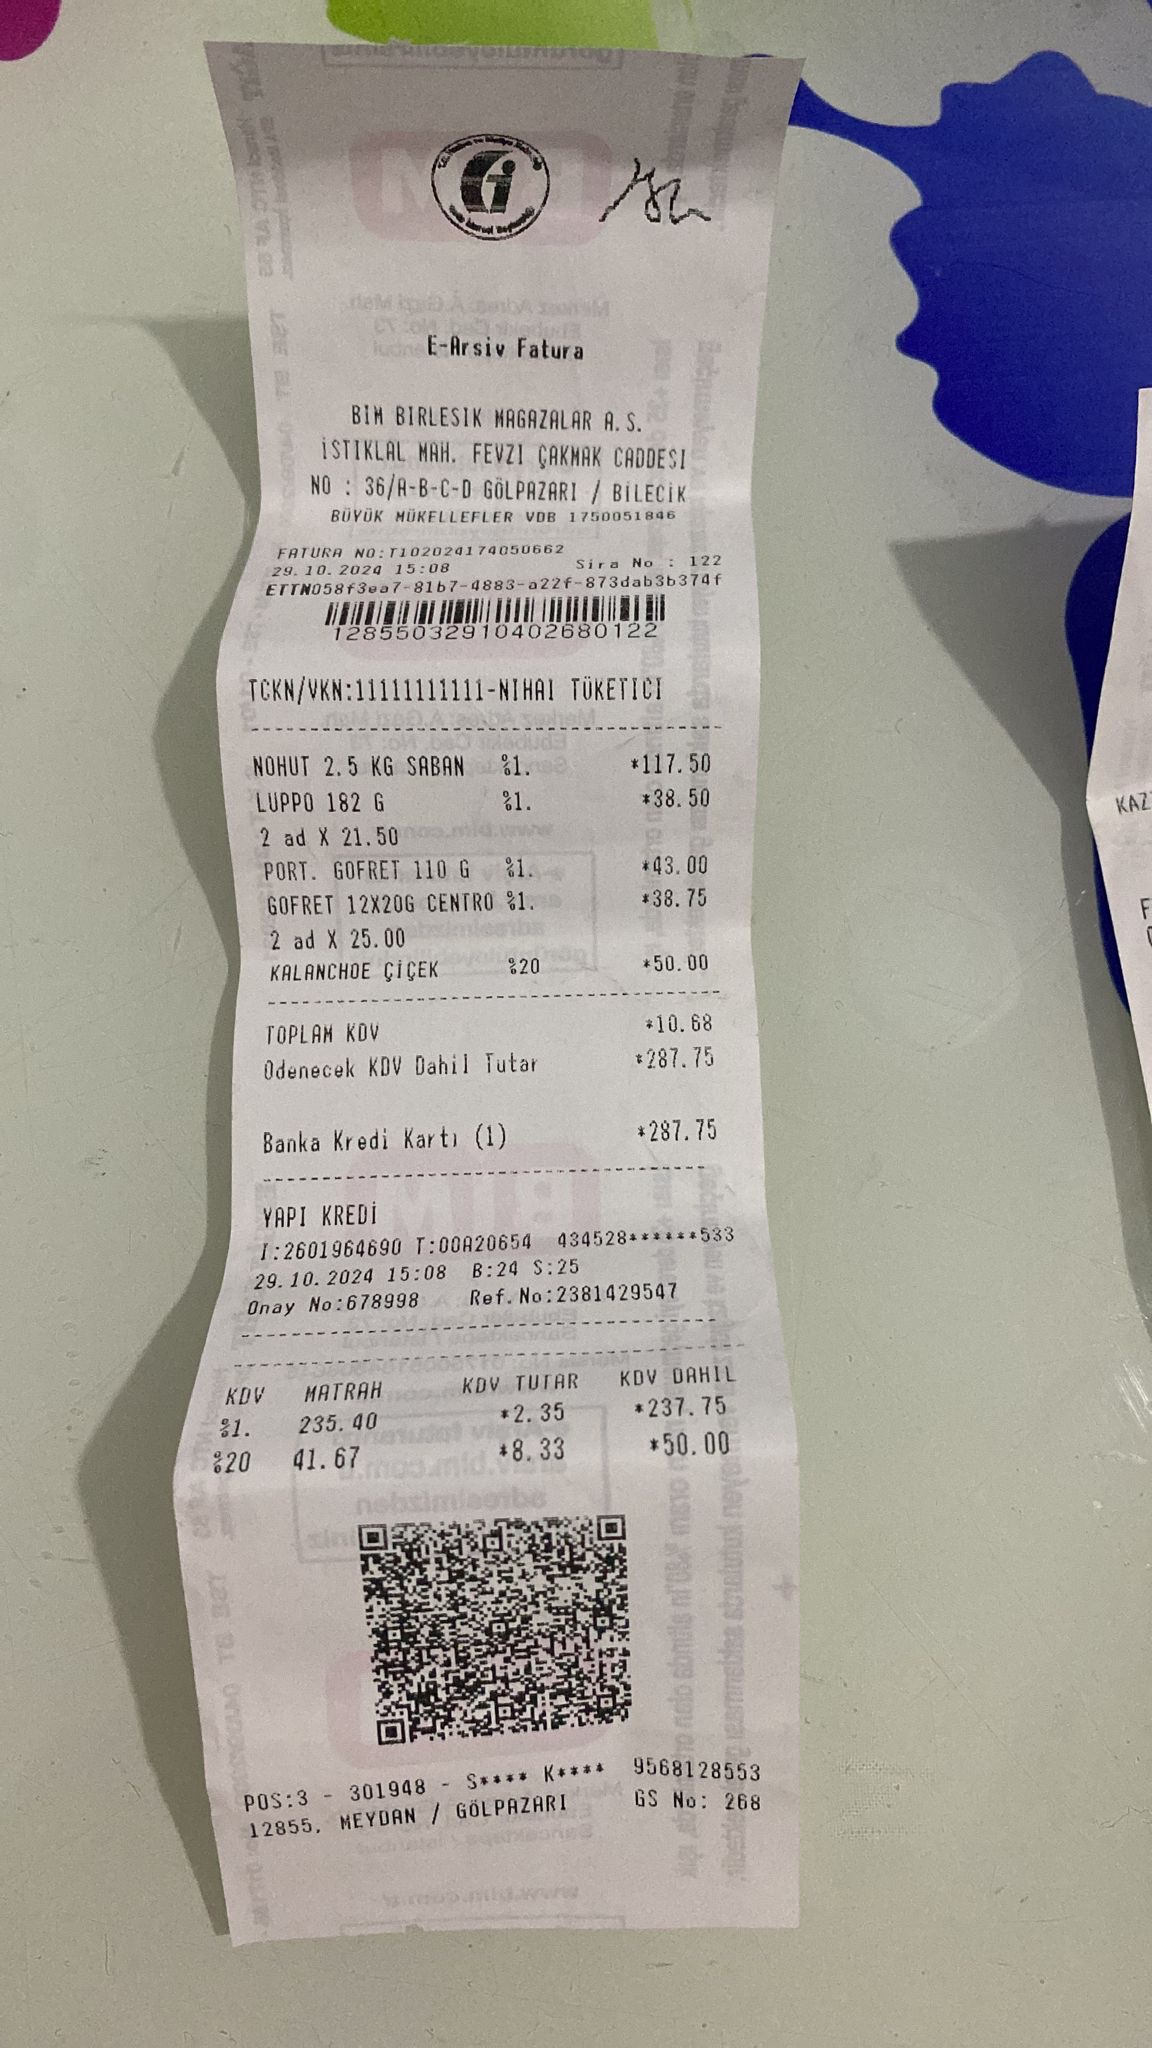 E-Arsiv Fatura
BIM BIRLESIK MAGAZALAR A.S.
İSTIKLAL MAH. FEVZI ÇAKMAK CADDESI
NO : 36/A-B-C-D GÖLPAZARI / BILECIK
BÜYÜK MÜKELLEFLER VDB 1750051846
FATURA NO:T102024174050662
29.10.2024 15:08 Sira No : 122
ETTN058f3ea7-81b7-4883-a22f-873dab3b374f
12855032910402680122
TCKN/VKN:11111111111-NIHAI TÜKETICI
NOHUT 2.5 KG SABAN %1. *117.50
LUPPO 182 G %1. *38.50
2 ad X 21.50
PORT. GOFRET 110 G %1. *43.00
GOFRET 12X20G CENTRO %1. *38.75
2 ad X 25.00
KALANCHOE ÇİÇEK %20 *50.00
TOPLAM KDV *10.68
Odenecek KDV Dahil Tutar *287.75
Banka Kredi Kartı (1) *287.75
YAPI KREDİ
I:2601964690 T:00A20654 434528******533
29.10.2024 15:08 B:24 S:25
Onay No:678998 Ref.No:2381429547
KDV MATRAH KDV TUTAR KDV DAHIL
%1. 235.40 *2.35 *237.75
%20 41.67 *8.33 *50.00
POS:3 - 301948 - S**** K**** 9568128553
12855, MEYDAN / GÖLPAZARI GS No: 268
KAZ